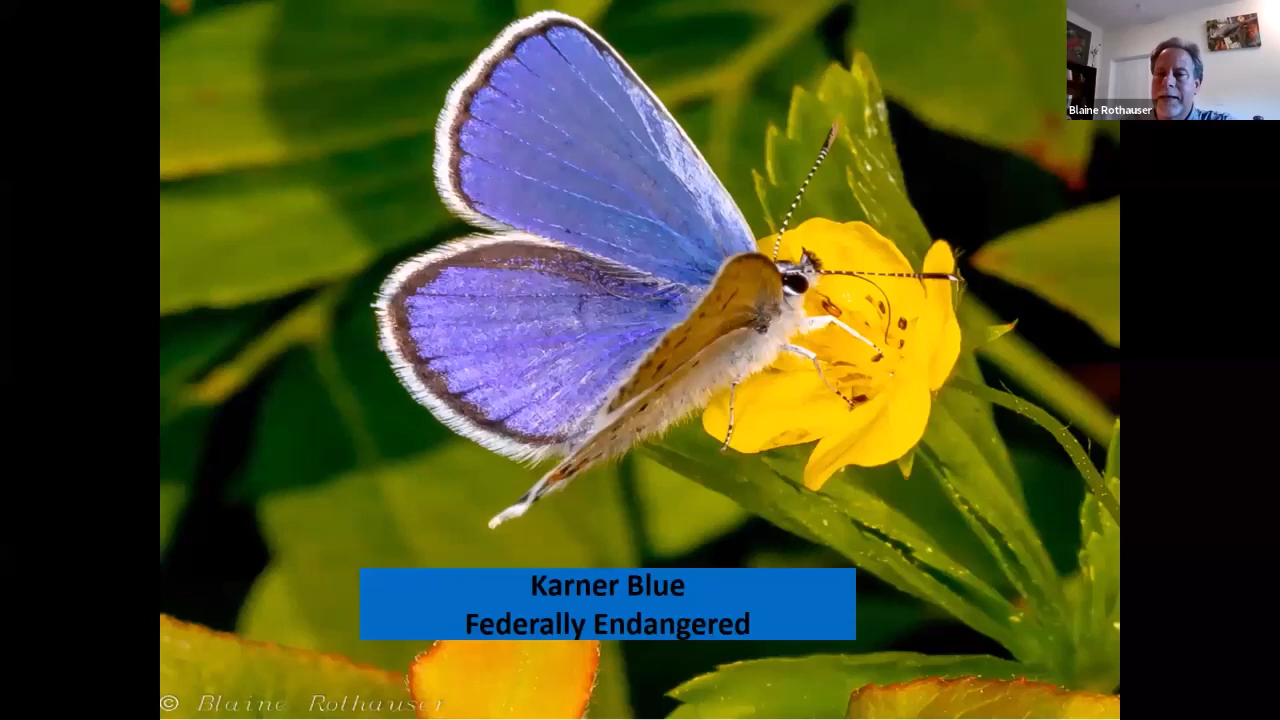 Blaine Rothauser
Karner Blue
Federally Endangered
© Blaine Rothauser